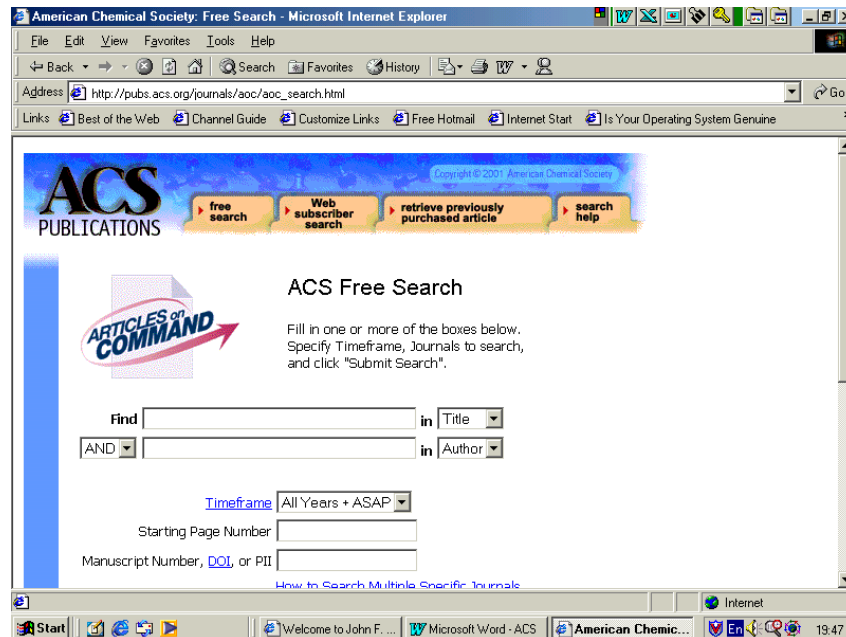 American Chemical Society: Free Search - Microsoft Internet Explorer
File Edit View Favorites Tools Help
Back Search Favorites History
Address http://pubs.acs.org/journals/aoc/aoc_search.html Go
Links Best of the Web Channel Guide Customize Links Free Hotmail Internet Start Is Your Operating System Genuine
Copyright © 2001 American Chemical Society
ACS
PUBLICATIONS
free
search
Web
subscriber
search
retrieve previously
purchased article
search
help
ARTICLES on
COMMAND
ACS Free Search
Fill in one or more of the boxes below.
Specify Timeframe, Journals to search,
and click "Submit Search".
Find in Title
AND in Author
Timeframe All Years + ASAP
Starting Page Number
Manuscript Number, DOI, or PII
How to Search Multiple Specific Journals
Internet
Start Welcome to John F. ... Microsoft Word - ACS American Chemic... En 19:47